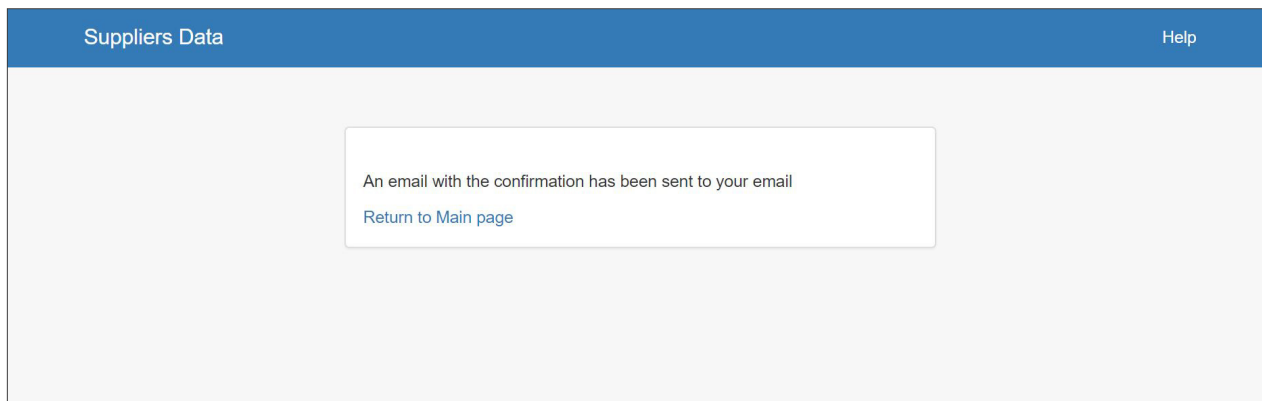 Suppliers Data
Help
An email with the confirmation has been sent to your email
Return to Main page